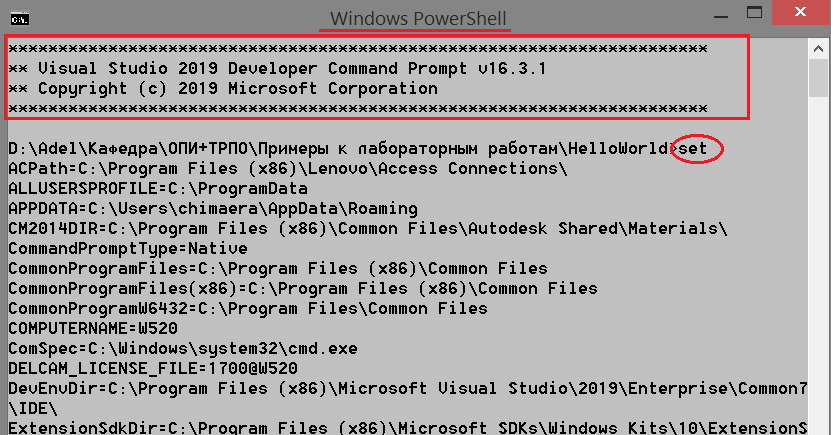 Windows PowerShell
**********************************************************************
** Visual Studio 2019 Developer Command Prompt v16.3.1
** Copyright (c) 2019 Microsoft Corporation
**********************************************************************
D:\Adel\Кафедра\ОПИ+ТРПО\Примеры к лабораторным работам\HelloWorld>set
ACPath=C:\Program Files (x86)\Lenovo\Access Connections\
ALLUSERSPROFILE=C:\ProgramData
APPDATA=C:\Users\chimaera\AppData\Roaming
CM2014DIR=C:\Program Files (x86)\Common Files\Autodesk Shared\Materials\
CommandPromptType=Native
CommonProgramFiles=C:\Program Files (x86)\Common Files
CommonProgramFiles(x86)=C:\Program Files (x86)\Common Files
CommonProgramW6432=C:\Program Files\Common Files
COMPUTERNAME=W520
ComSpec=C:\Windows\system32\cmd.exe
DELCAM_LICENSE_FILE=1700@W520
DevEnvDir=C:\Program Files (x86)\Microsoft Visual Studio\2019\Enterprise\Common7
\IDE\
ExtensionSdkDir=C:\Program Files (x86)\Microsoft SDKs\Windows Kits\10\ExtensionS